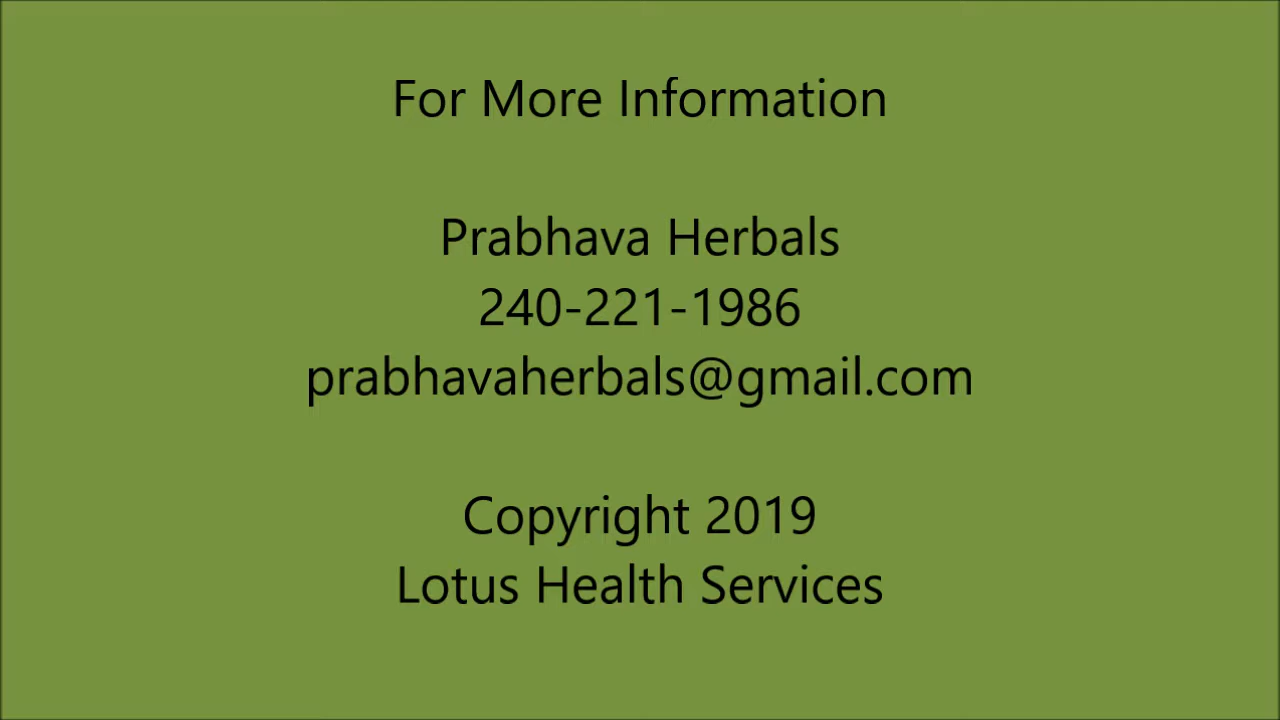 For More Information
Prabhava Herbals
240-221-1986
prabhavaherbals@gmail.com
Copyright 2019
Lotus Health Services